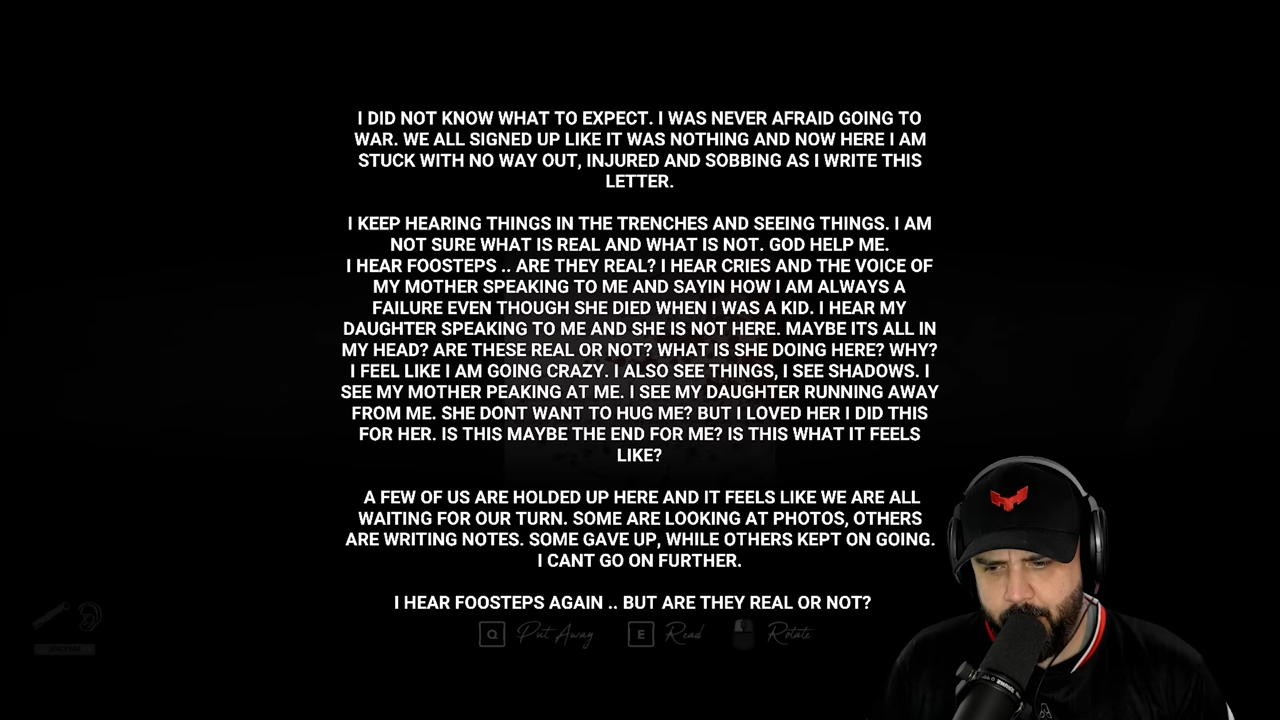 I DID NOT KNOW WHAT TO EXPECT. I WAS NEVER AFRAID GOING TO
WAR. WE ALL SIGNED UP LIKE IT WAS NOTHING AND NOW HERE I AM
STUCK WITH NO WAY OUT, INJURED AND SOBBING AS I WRITE THIS
LETTER.
I KEEP HEARING THINGS IN THE TRENCHES AND SEEING THINGS. I AM
NOT SURE WHAT IS REAL AND WHAT IS NOT. GOD HELP ME.
I HEAR FOOSTEPS .. ARE THEY REAL? I HEAR CRIES AND THE VOICE OF
MY MOTHER SPEAKING TO ME AND SAYIN HOW I AM ALWAYS A
FAILURE EVEN THOUGH SHE DIED WHEN I WAS A KID. I HEAR MY
DAUGHTER SPEAKING TO ME AND SHE IS NOT HERE. MAYBE ITS ALL IN
MY HEAD? ARE THESE REAL OR NOT? WHAT IS SHE DOING HERE? WHY?
I FEEL LIKE I AM GOING CRAZY. I ALSO SEE THINGS, I SEE SHADOWS. I
SEE MY MOTHER PEAKING AT ME. I SEE MY DAUGHTER RUNNING AWAY
FROM ME. SHE DONT WANT TO HUG ME? BUT I LOVED HER I DID THIS
FOR HER. IS THIS MAYBE THE END FOR ME? IS THIS WHAT IT FEELS
LIKE?
A FEW OF US ARE HOLDED UP HERE AND IT FEELS LIKE WE ARE ALL
WAITING FOR OUR TURN. SOME ARE LOOKING AT PHOTOS, OTHERS
ARE WRITING NOTES. SOME GAVE UP, WHILE OTHERS KEPT ON GOING.
I CANT GO ON FURTHER.
I HEAR FOOSTEPS AGAIN .. BUT ARE THEY REAL OR NOT?
Q Put Away E Read Rotate